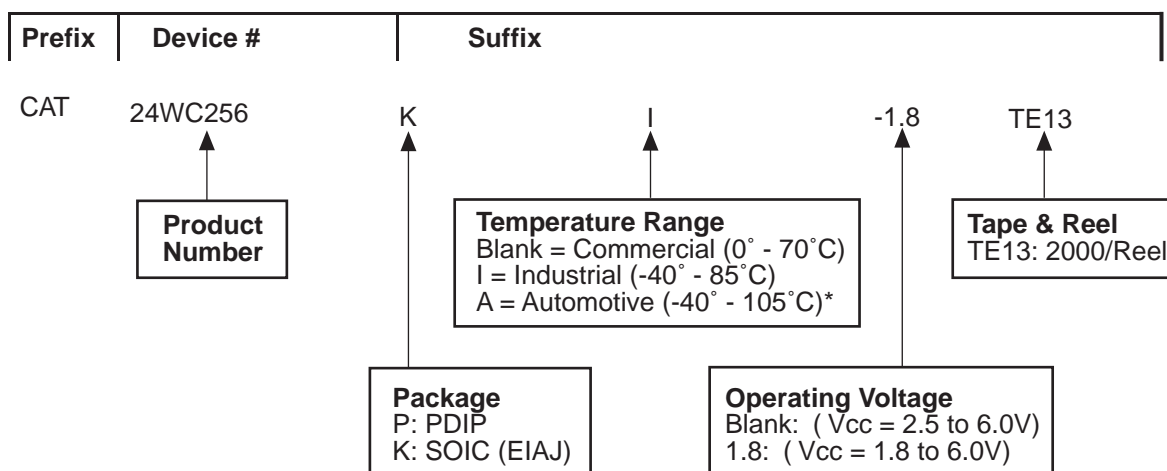 Prefix Device # Suffix
CAT 24WC256 K I -1.8 TE13
Product
Number
Temperature Range
Blank = Commercial (0˚ - 70˚C)
I = Industrial (-40˚ - 85˚C)
A = Automotive (-40˚ - 105˚C)*
Tape & Reel
TE13: 2000/Reel
Package
P: PDIP
K: SOIC (EIAJ)
Operating Voltage
Blank: ( Vcc = 2.5 to 6.0V)
1.8: ( Vcc = 1.8 to 6.0V)